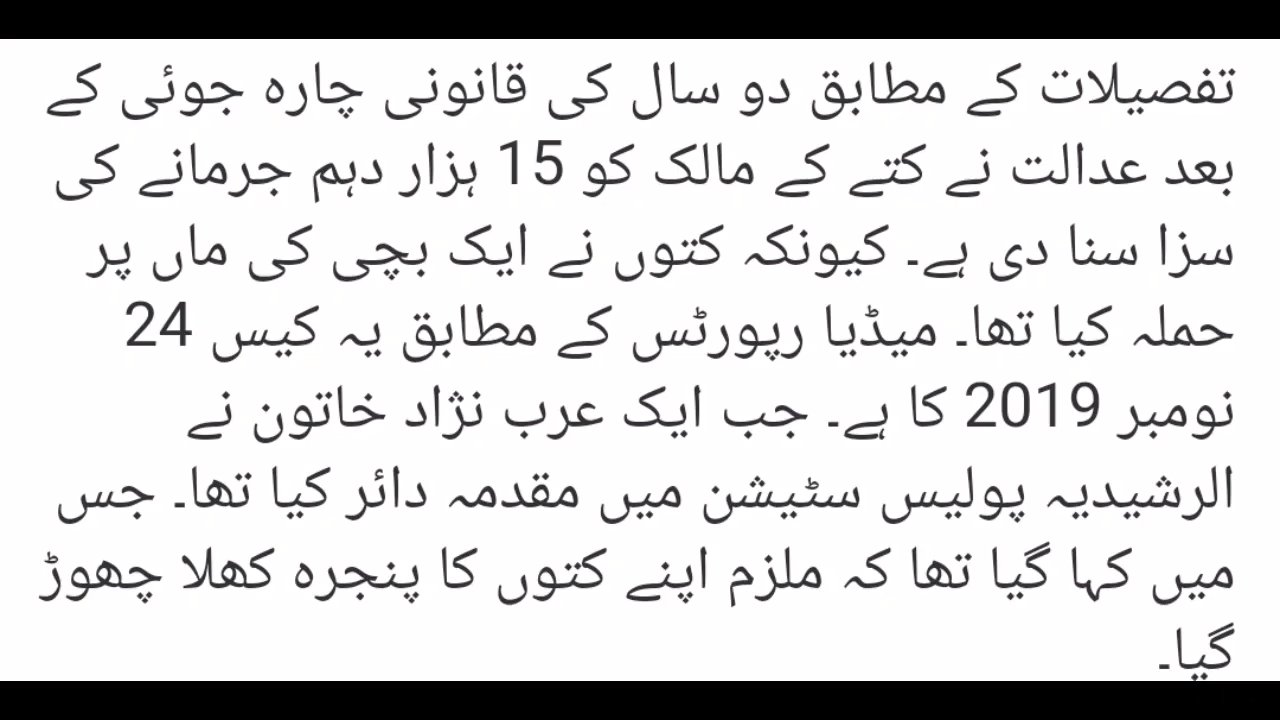 تفصیلات کے مطابق دو سال کی قانونی چارہ جوئی کے
بعد عدالت نے کتے کے مالک کو 15 ہزار دہم جرمانے کی
سزا سنا دی ہے۔ کیونکہ کتوں نے ایک بچی کی ماں پر
حملہ کیا تھا۔ میڈیا رپورٹس کے مطابق یہ کیس 24
نومبر 2019 کا ہے۔ جب ایک عرب نژاد خاتون نے
الرشیدیہ پولیس سٹیشن میں مقدمہ دائر کیا تھا۔ جس
میں کہا گیا تھا کہ ملزم اپنے کتوں کا پنجرہ کھلا چھوڑ
گیا۔